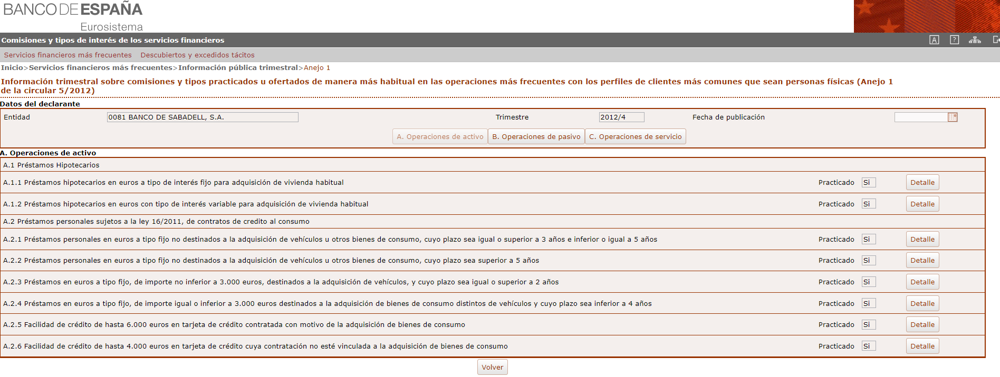 BANCO DE ESPAÑA
Eurosistema
Comisiones y tipos de interés de los servicios financieros
A ?
Servicios financieros más frecuentes Descubiertos y excedidos tácitos
Inicio>Servicios financieros más frecuentes>Información pública trimestral>Anejo 1
Información trimestral sobre comisiones y tipos practicados u ofertados de manera más habitual en las operaciones más frecuentes con los perfiles de clientes más comunes que sean personas físicas (Anejo 1
de la circular 5/2012)
Datos del declarante
Entidad 0081 BANCO DE SABADELL, S.A. Trimestre 2012/4 Fecha de publicación
A. Operaciones de activo B. Operaciones de pasivo C. Operaciones de servicio
A. Operaciones de activo
A.1 Préstamos Hipotecarios
A.1.1 Préstamos hipotecarios en euros a tipo de interés fijo para adquisición de vivienda habitual Practicado Si Detalle
A.1.2 Préstamos hipotecarios en euros con tipo de interés variable para adquisición de vivienda habitual Practicado Si Detalle
A.2 Préstamos personales sujetos a la ley 16/2011, de contratos de credito al consumo
A.2.1 Préstamos personales en euros a tipo fijo no destinados a la adquisición de vehículos u otros bienes de consumo, cuyo plazo sea igual o superior a 3 años e inferior o igual a 5 años Practicado Si Detalle
A.2.2 Préstamos personales en euros a tipo fijo no destinados a la adquisición de vehículos u otros bienes de consumo, cuyo plazo sea superior a 5 años Practicado Si Detalle
A.2.3 Préstamos en euros a tipo fijo, de importe no inferior a 3.000 euros, destinados a la adquisición de vehículos, y cuyo plazo sea igual o superior a 2 años Practicado Si Detalle
A.2.4 Préstamos en euros a tipo fijo, de importe igual o inferior a 3.000 euros destinados a la adquisición de bienes de consumo distintos de vehículos y cuyo plazo sea inferior a 4 años Practicado Si Detalle
A.2.5 Facilidad de crédito de hasta 6.000 euros en tarjeta de crédito contratada con motivo de la adquisición de bienes de consumo Practicado Si Detalle
A.2.6 Facilidad de crédito de hasta 4.000 euros en tarjeta de crédito cuya contratación no esté vinculada a la adquisición de bienes de consumo Practicado Si Detalle
Volver